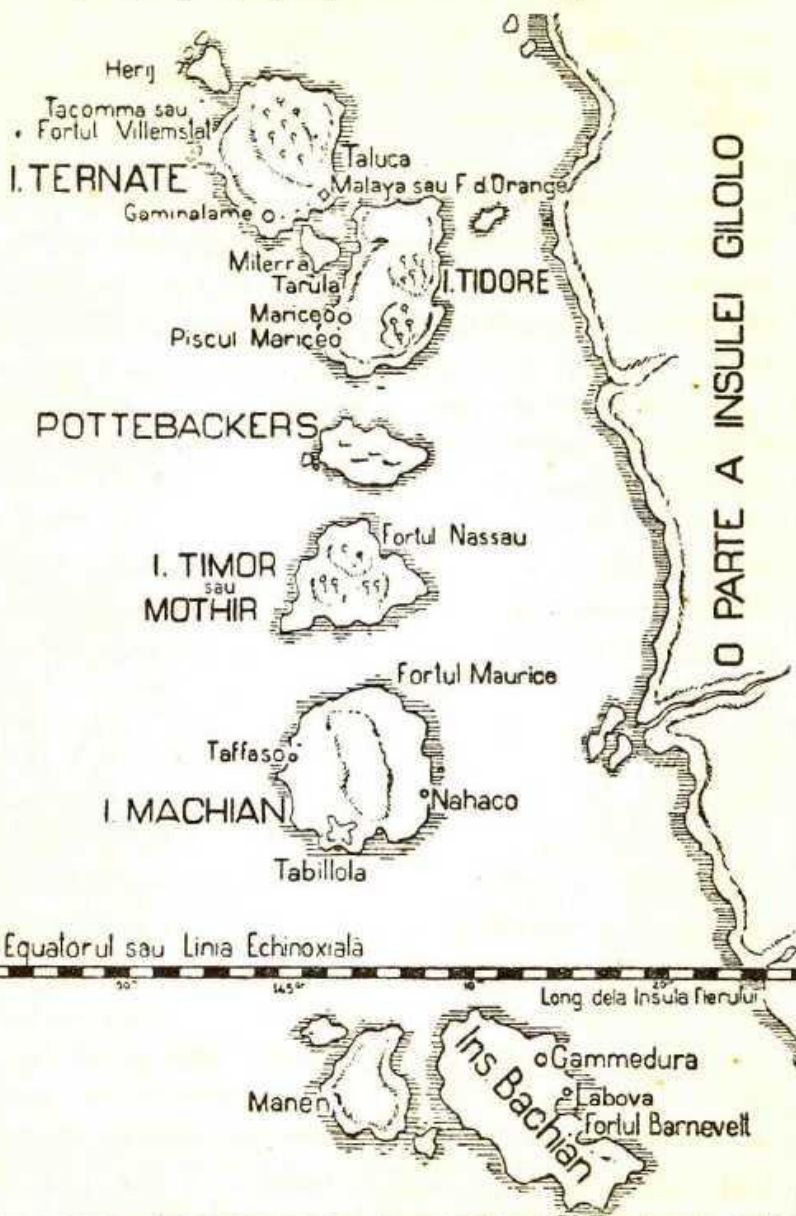 Herij
Tacomma sau
Fortul Villemstat
I. TERNATE
Taluca
Malaya sau F d. Orange
Gaminalame
Miterra
Tarula
I. TIDORE
Mariceo
Piscul Mariceo
POTTEBACKERS
O PARTE A INSULEI GILOLO
Fortul Nassau
I. TIMOR
sau
MOTHIR
Fortul Maurice
Taffaso
I. MACHIAN
Nahaco
Tabillola
Equatorul sau Linia Echinoxială
145
10
Long. dela Insula Fierului
Manen
Ins. Bachian
Gammedura
Labova
Fortul Barnevelt